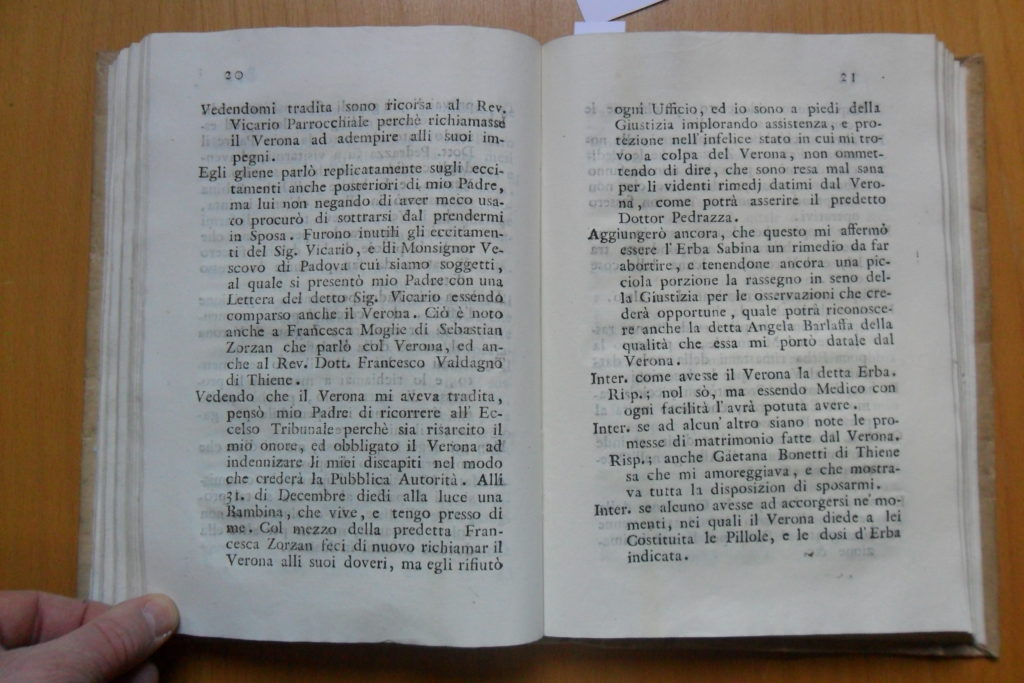 20
Vedendomi tradita sono ricorsa al Rev.
Vicario Parrocchiale perchè richiamasse
il Verona ad adempire alli suoi im-
pegni.
Egli gliene parlò replicatamente sugli ecci-
tamenti anche posteriori di mio Padre,
ma lui non negando di aver meco usa-
to procurò di sottrarsi dal prendermi
in Sposa. Furono inutili gli eccitamen-
ti del Sig. Vicario, e di Monsignor Ve-
scovo di Padova cui siamo soggetti,
al quale si presentò mio Padre con una
Lettera del detto Sig. Vicario essendo
comparso anche il Verona. Ciò è noto
anche a Francesca Moglie di Sebastian
Zorzan che parlò col Verona, ed an-
che al Rev. Dott. Francesco Valdagno
di Thiene.
Vedendo che il Verona mi aveva tradita,
pensò mio Padre di ricorrere all' Ec-
celso Tribunale perchè sia risarcito il
mio onore, ed obbligato il Verona ad
indennizare li miei discapiti nel modo
che crederà la Pubblica Autorità. Alli
31. di Decembre diedi alla luce una
Bambina, che vive, e tengo presso di
me. Col mezzo della predetta Fran-
cesca Zorzan feci di nuovo richiamar il
Verona alli suoi doveri, ma egli rifiutò
21
ogni Ufficio, ed io sono a piedi della
Giustizia implorando assistenza, e pro-
tezione nell'infelice stato in cui mi tro-
vo a colpa del Verona, non ommet-
tendo di dire, che sono resa mal sana
per li videnti rimedj datimi dal Vero-
na, come potrà asserire il predetto
Dottor Pedrazza.
Aggiungerò ancora, che questo mi affermò
essere l'Erba Sabina un rimedio da far
abortire, e tenendone ancora una pic-
ciola porzione la rassegno in seno del-
la Giustizia per le osservazioni che cre-
derà opportune, quale potrà riconosce-
re anche la detta Angela Barlaffa della
qualità che essa mi portò datale dal
Verona.
Inter. come avesse il Verona la detta Erba.
Risp.; nol sò, ma essendo Medico con
ogni facilità l'avrà potuta avere.
Inter. se ad alcun'altro siano note le pro-
messe di matrimonio fatte dal Verona.
Risp.; anche Gaetana Bonetti di Thiene
sa che mi amoreggiava, e che mostra-
va tutta la disposizion di sposarmi.
Inter. se alcuno avesse ad accorgersi ne' mo-
menti, nei quali il Verona diede a lei
Costituita le Pillole, e le dosi d'Erba
indicata.